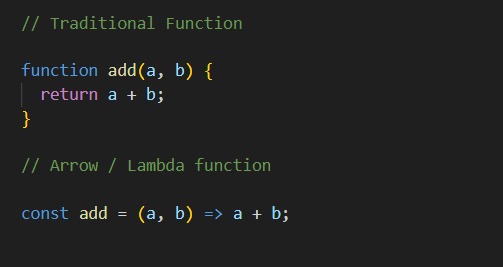 // Traditional Function
function add(a, b) {
  return a + b;
}
// Arrow / Lambda function
const add = (a, b) => a + b;